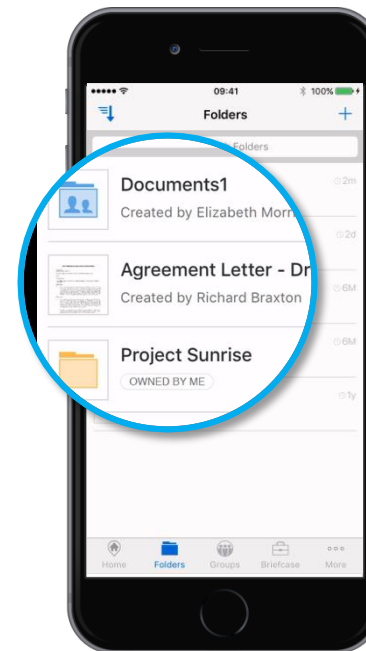 09:41
100%
Folders
Folders
Documents1
2m
Created by Elizabeth Morr
2d
Agreement Letter - Dr
6M
Created by Richard Braxton
6M
Project Sunrise
OWNED BY ME
1y
Home Folders Groups Briefcase More